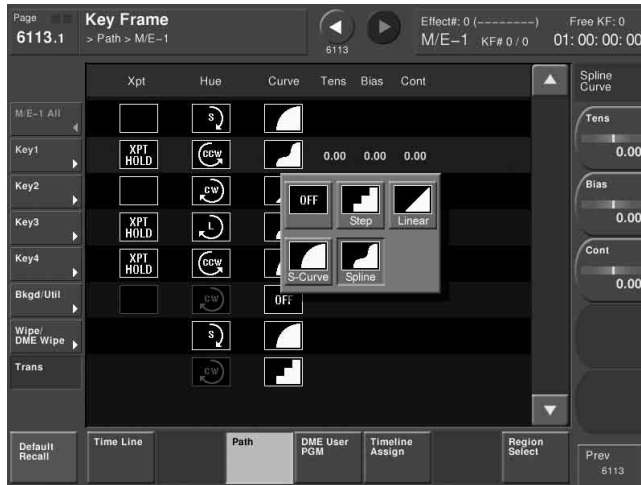 Page
6113.1
Key Frame
> Path > M/E-1
6113
Effect#: 0 (--------)
Free KF: 0
M/E-1 KF# 0 / 0
01: 00: 00: 00
Xpt Hue Curve Tens Bias Cont
Spline
Curve
M/E-1 All
S
Tens
0.00
Key1
XPT
HOLD
CCW
0.00 0.00 0.00
Key2
CW
Bias
0.00
OFF
Step
Linear
Key3
XPT
HOLD
L
Key4
XPT
HOLD
CCW
Cont
0.00
S-Curve
Spline
Bkgd/Util
CW
OFF
Wipe/
DME Wipe
S
Trans
CW
Default
Recall
Time Line
Path
DME User
PGM
Timeline
Assign
Region
Select
Prev
6113